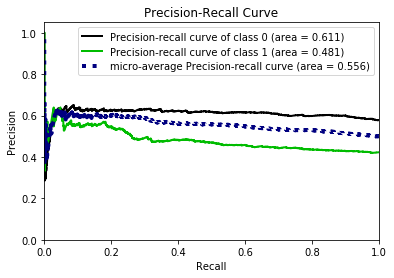 Precision-Recall Curve
Precision-recall curve of class 0 (area = 0.611)
Precision-recall curve of class 1 (area = 0.481)
micro-average Precision-recall curve (area = 0.556)
Precision
1.0
0.8
0.6
0.4
0.2
0.0
0.0 0.2 0.4 0.6 0.8 1.0
Recall